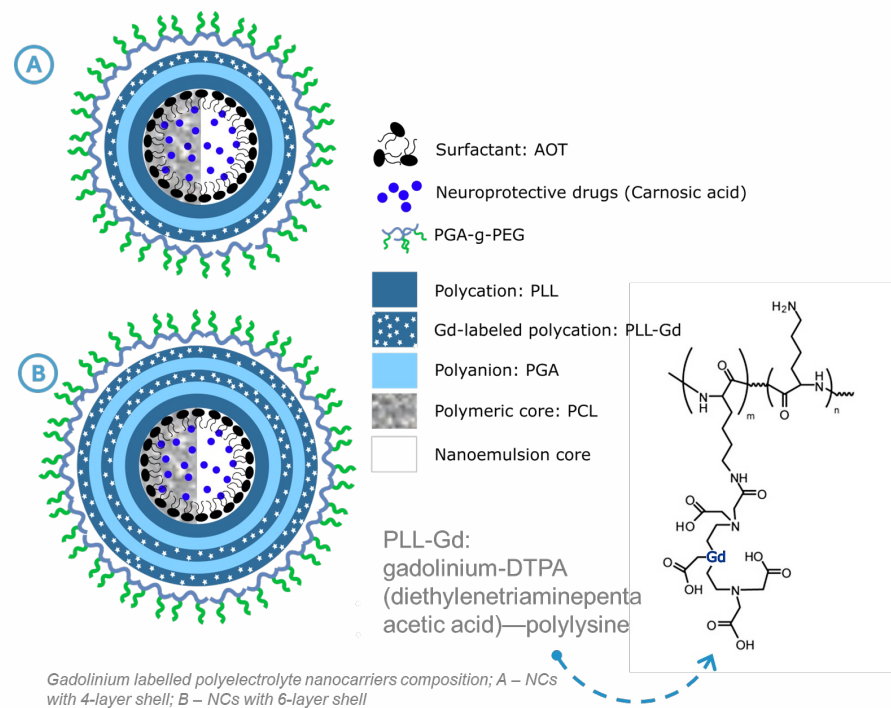 A
Surfactant: AOT
Neuroprotective drugs (Carnosic acid)
PGA-g-PEG
Polycation: PLL
Gd-labeled polycation: PLL-Gd
B
Polyanion: PGA
Polymeric core: PCL
Nanoemulsion core
H₂N
O
N
H
m
O
H
N
n
NH
O
O
OH
N
Gd
O
OH
HO
O
N
O
OH
PLL-Gd:
gadolinium-DTPA
(diethylenetriaminepenta
acetic acid)—polylysine
Gadolinium labelled polyelectrolyte nanocarriers composition; A – NCs
with 4-layer shell; B – NCs with 6-layer shell